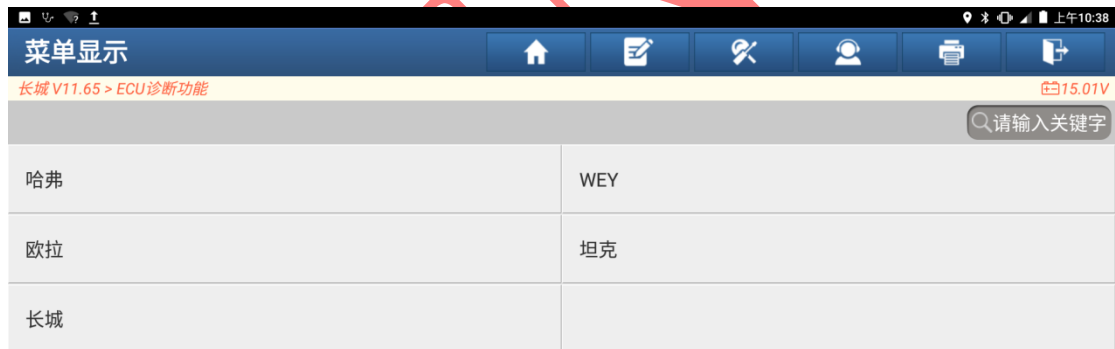 上午10:38
菜单显示
长城 V11.65 > ECU诊断功能
15.01V
请输入关键字
哈弗
WEY
欧拉
坦克
长城